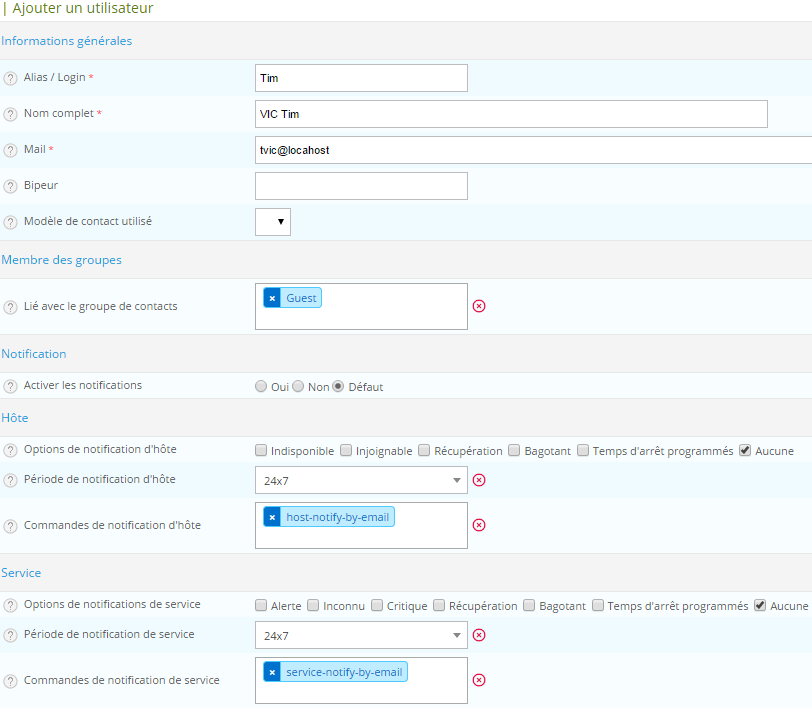 Ajouter un utilisateur
Informations générales
? Alias / Login * Tim
? Nom complet * VIC Tim
? Mail * tvic@locahost
? Bipeur
? Modèle de contact utilisé
Membre des groupes
? Lié avec le groupe de contacts × Guest
Notification
? Activer les notifications Oui Non Défaut
Hôte
? Options de notification d'hôte Indisponible Injoignable Récupération Bagotant Temps d'arrêt programmés Aucune
? Période de notification d'hôte 24x7
? Commandes de notification d'hôte × host-notify-by-email
Service
? Options de notifications de service Alerte Inconnu Critique Récupération Bagotant Temps d'arrêt programmés Aucune
? Période de notification de service 24x7
? Commandes de notification de service × service-notify-by-email